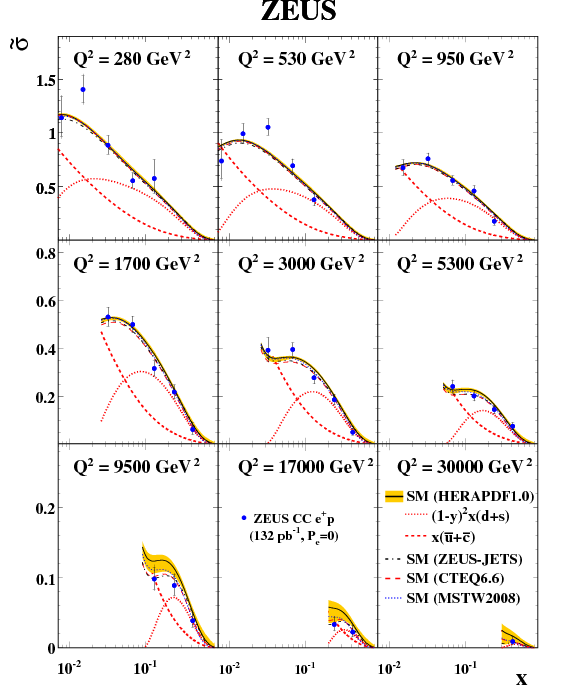 ZEUS
σ̃
Q² = 280 GeV²
Q² = 530 GeV²
Q² = 950 GeV²
1.5
1
0.5
Q² = 1700 GeV²
Q² = 3000 GeV²
Q² = 5300 GeV²
0.8
0.6
0.4
0.2
Q² = 9500 GeV²
Q² = 17000 GeV²
Q² = 30000 GeV²
0.2
0.1
0
ZEUS CC e⁺p
(132 pb⁻¹, Pₑ=0)
SM (HERAPDF1.0)
(1-y)²x(d+s)
x(u̅+c̅)
SM (ZEUS-JETS)
SM (CTEQ6.6)
SM (MSTW2008)
10⁻² 10⁻¹ 10⁻² 10⁻¹ 10⁻² 10⁻¹
x